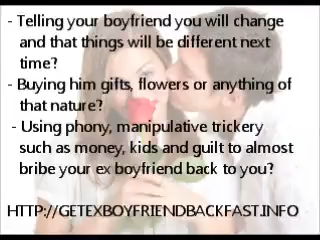 - Telling your boyfriend you will change
and that things will be different next
time?
- Buying him gifts, flowers or anything of
that nature?
- Using phony, manipulative trickery
such as money, kids and guilt to almost
bribe your ex boyfriend back to you?
HTTP://GETEXBOYFRIENDBACKFAST.INFO